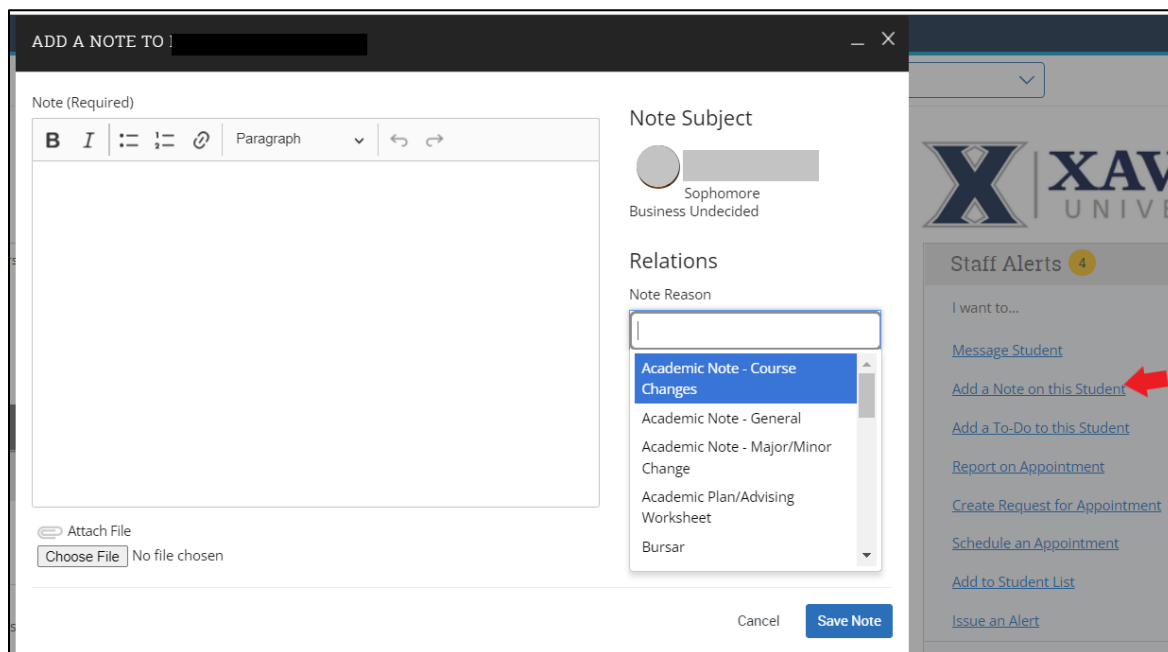 ADD A NOTE TO
Note (Required)
B I Paragraph
Attach File
Choose File No file chosen
Note Subject
Sophomore
Business Undecided
Relations
Note Reason
Academic Note - Course
Changes
Academic Note - General
Academic Note - Major/Minor
Change
Academic Plan/Advising
Worksheet
Bursar
Cancel Save Note
XAV
UNIVE
Staff Alerts 4
I want to...
Message Student
Add a Note on this Student
Add a To-Do to this Student
Report on Appointment
Create Request for Appointment
Schedule an Appointment
Add to Student List
Issue an Alert